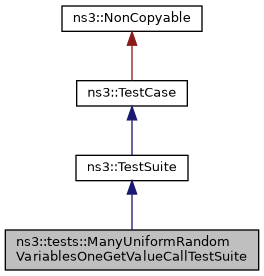 ns3::NonCopyable
ns3::TestCase
ns3::TestSuite
ns3::tests::ManyUniformRandom
VariablesOneGetValueCallTestSuite